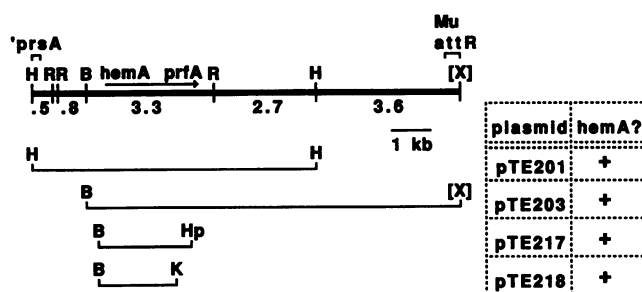 Mu
'prsA attR
H RR B hemA prfA R H [X]
.5 .8 3.3 2.7 3.6
1 kb
plasmid hemA?
H H
pTE201 +
B [X]
pTE203 +
B Hp
pTE217 +
B K
pTE218 +